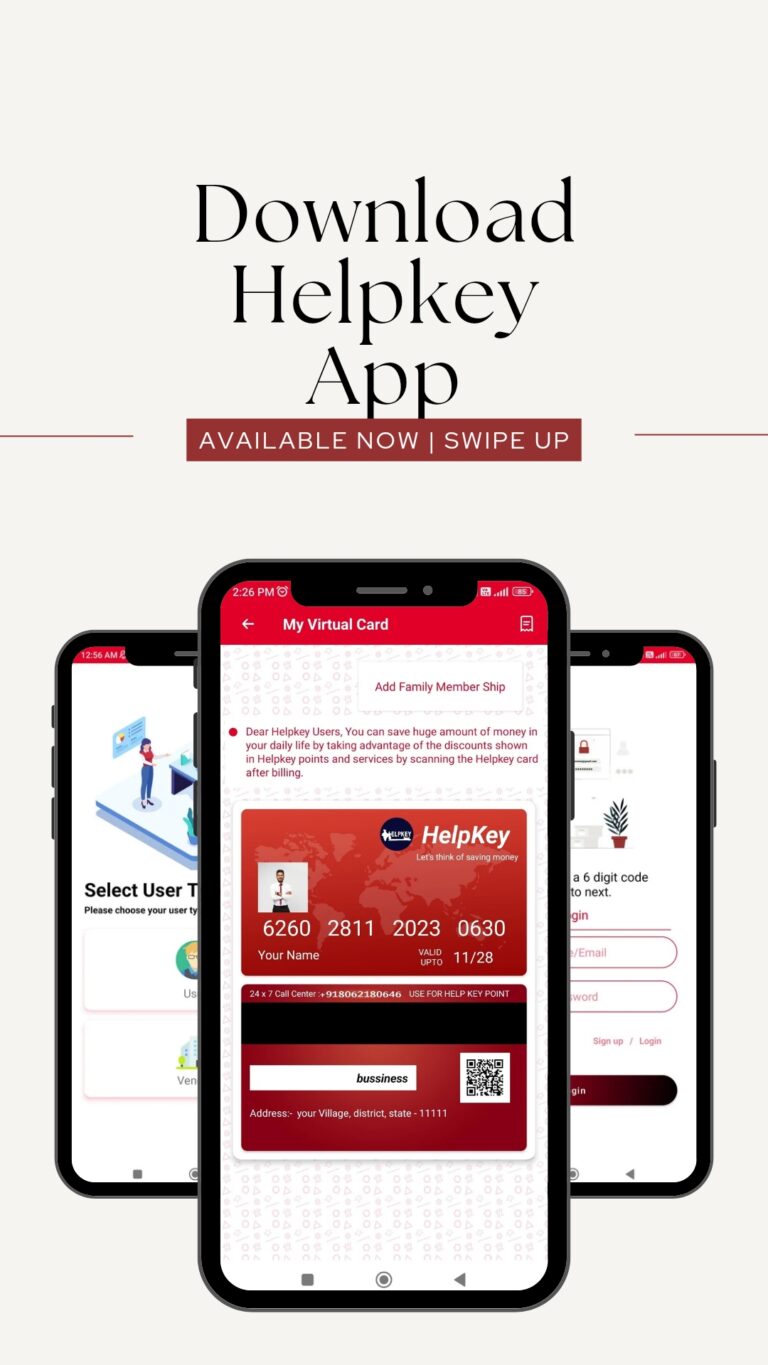 Download
Helpkey
App
AVAILABLE NOW | SWIPE UP
2:26 PM
85
My Virtual Card
Add Family Member Ship
Dear Helpkey Users, You can save huge amount of money in
your daily life by taking advantage of the discounts shown
in Helpkey points and services by scanning the Helpkey card
after billing.
HELPKEY
HelpKey
Let's think of saving money
6260 2811 2023 0630
Your Name
VALID
UPTO
11/28
24 x 7 Call Center :+918062180646 USE FOR HELP KEY POINT
bussiness
Address:- your Village, district, state - 11111
12:56 AM
Select User T
Please choose your user ty
Us
Ven
a 6 digit code
to next.
gin
e/Email
sword
Sign up / Login
gin